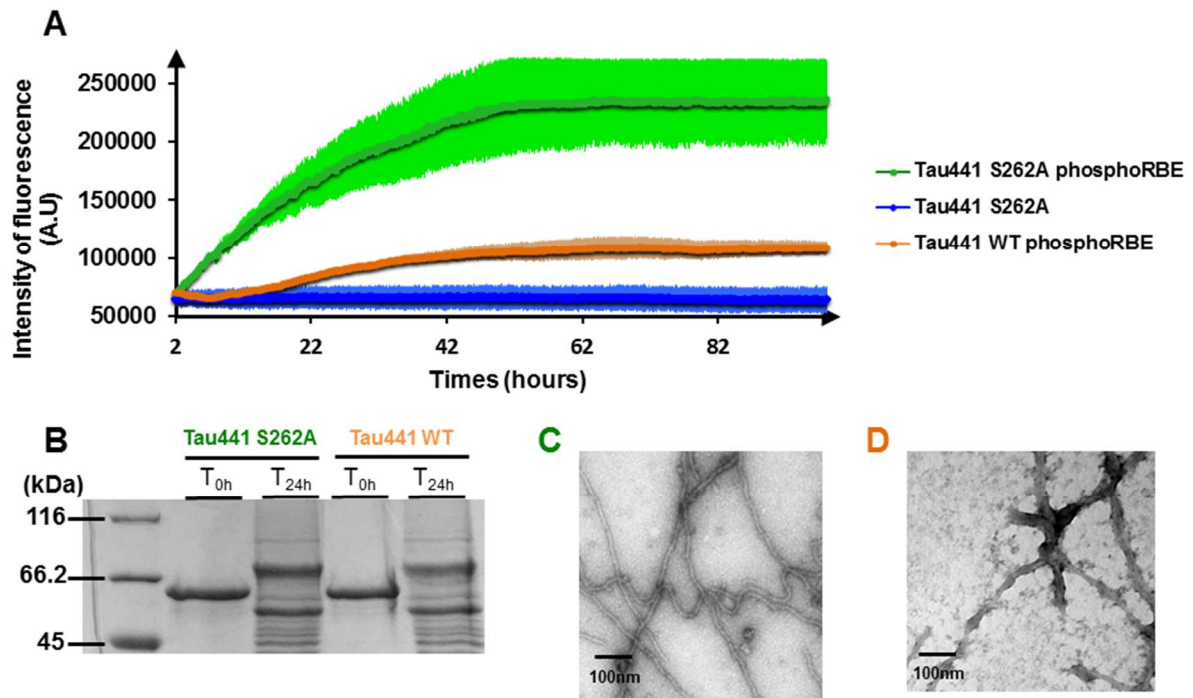 A
Intensity of fluorescence
(A.U)
250000
200000
150000
100000
50000
2 22 42 62 82
Times (hours)
Tau441 S262A phosphoRBE
Tau441 S262A
Tau441 WT phosphoRBE
B
Tau441 S262A Tau441 WT
(kDa) T0h T24h T0h T24h
116
66.2
45
C
100nm
D
100nm